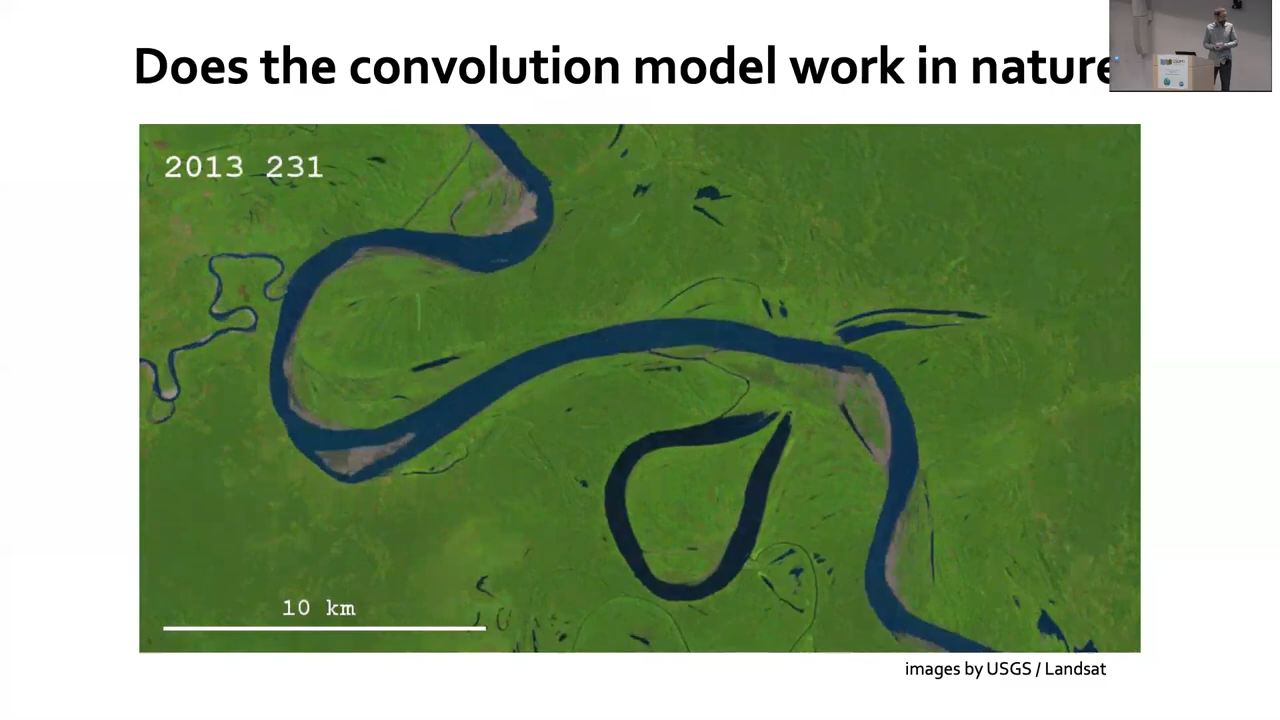 Does the convolution model work in nature
2013 231
10 km
images by USGS / Landsat